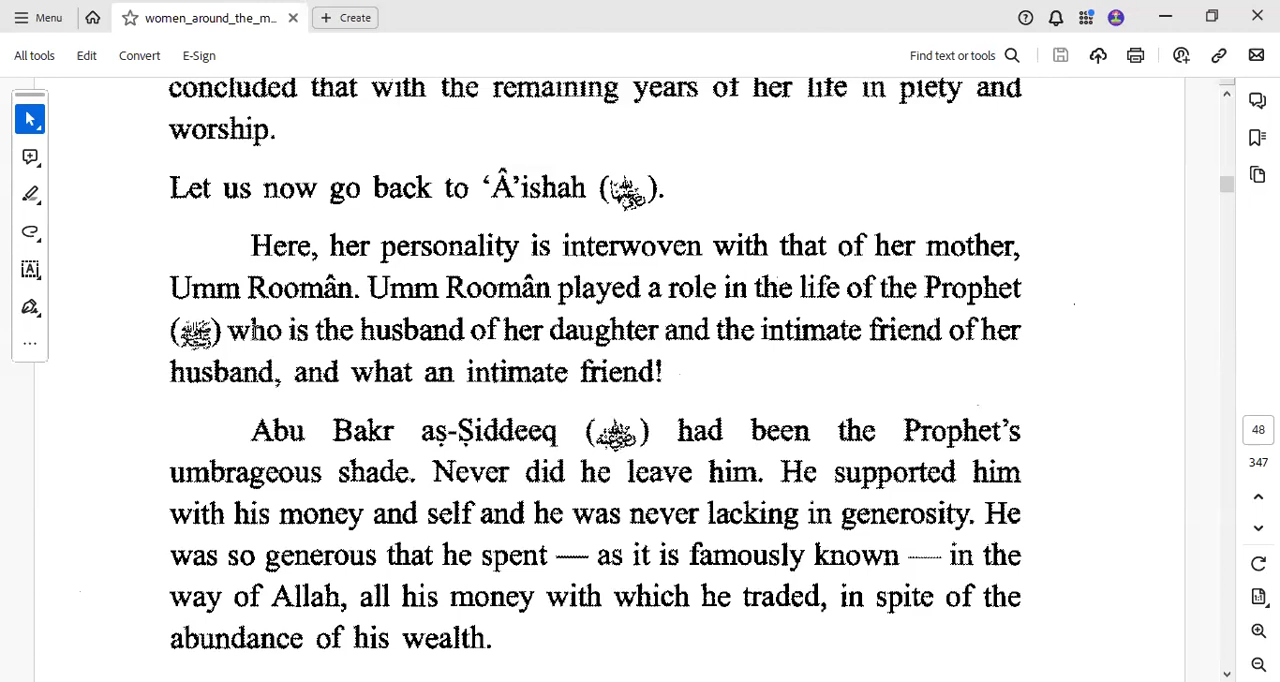 Menu
women_around_the_m...
Create
All tools
Edit
Convert
E-Sign
Find text or tools
concluded that with the remaining years of her life in piety and
worship.
Let us now go back to ‘Â’ishah ().
Here, her personality is interwoven with that of her mother,
Umm Roomân. Umm Roomân played a role in the life of the Prophet
(ﷺ) who is the husband of her daughter and the intimate friend of her
husband, and what an intimate friend!
Abu Bakr aṣ-Ṣiddeeq () had been the Prophet’s
umbrageous shade. Never did he leave him. He supported him
with his money and self and he was never lacking in generosity. He
was so generous that he spent — as it is famously known — in the
way of Allah, all his money with which he traded, in spite of the
abundance of his wealth.
48
347